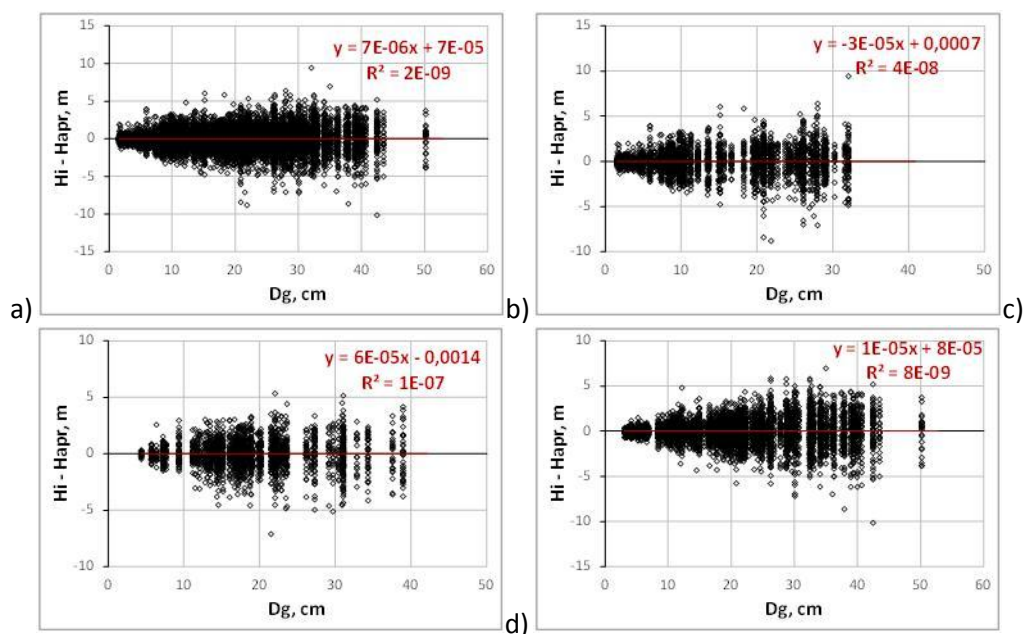 a)
15
10
5
0
-5
-10
-15
Hi - Hapr, m
y = 7E-06x + 7E-05
R² = 2E-09
0 10 20 30 40 50 60
Dg, cm
b)
15
10
5
0
-5
-10
Hi - Hapr, m
y = -3E-05x + 0,0007
R² = 4E-08
0 10 20 30 40 50 60
Dg, cm
c)
10
5
0
-5
-10
Hi - Hapr, m
y = 6E-05x - 0,0014
R² = 1E-07
0 10 20 30 40 50
Dg, cm
d)
10
5
0
-5
-10
-15
Hi - Hapr, m
y = 1E-05x + 8E-05
R² = 8E-09
0 10 20 30 40 50 60
Dg, cm